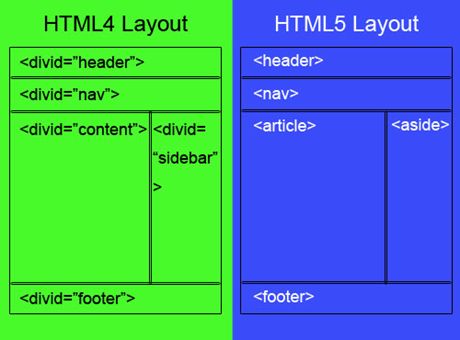 HTML4 Layout
<divid=”header”>
<divid=”nav”>
<divid=”content”>
<divid=
“sidebar”
>
<divid=”footer”>
HTML5 Layout
<header>
<nav>
<article>
<aside>
<footer>